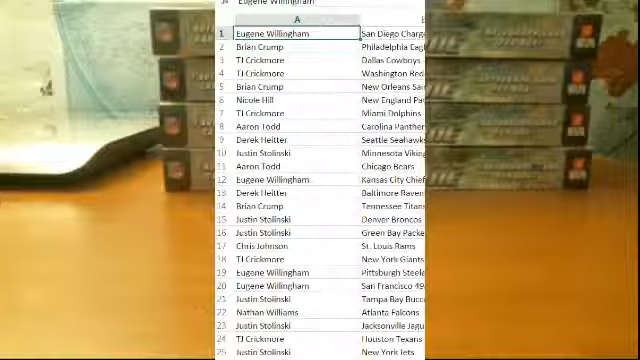 Eugene Willingham
A
1 Eugene Willingham San Diego Charg
2 Brian Crump Philadelphia Eagl
3 TJ Crickmore Dallas Cowboys
4 TJ Crickmore Washington Red
5 Brian Crump New Orleans Sai
6 Nicole Hill New England Pat
7 TJ Crickmore Miami Dolphins
8 Aaron Todd Carolina Panther
9 Derek Heitter Seattle Seahawks
10 Justin Stolinski Minnesota Viking
11 Aaron Todd Chicago Bears
12 Eugene Willingham Kansas City Chief
13 Derek Heitter Baltimore Raven
14 Brian Crump Tennessee Titans
15 Justin Stolinski Denver Broncos
16 Justin Stolinski Green Bay Packe
17 Chris Johnson St. Louis Rams
18 TJ Crickmore New York Giants
19 Eugene Willingham Pittsburgh Steele
20 Eugene Willingham San Francisco 49
21 Justin Stolinski Tampa Bay Bucc
22 Nathan Williams Atlanta Falcons
23 Justin Stolinski Jacksonville Jagu
24 TJ Crickmore Houston Texans
25 Justin Stolinski New York Jets